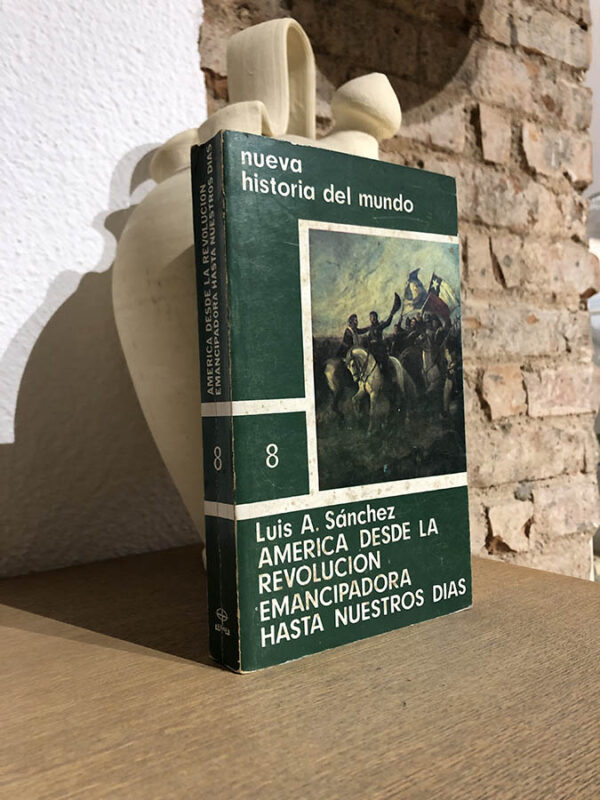 nueva
historia del mundo
8
Luis A. Sánchez
AMERICA DESDE LA
REVOLUCION
EMANCIPADORA
HASTA NUESTROS DIAS
AMERICA DESDE LA REVOLUCION
EMANCIPADORA HASTA NUESTROS DIAS
8